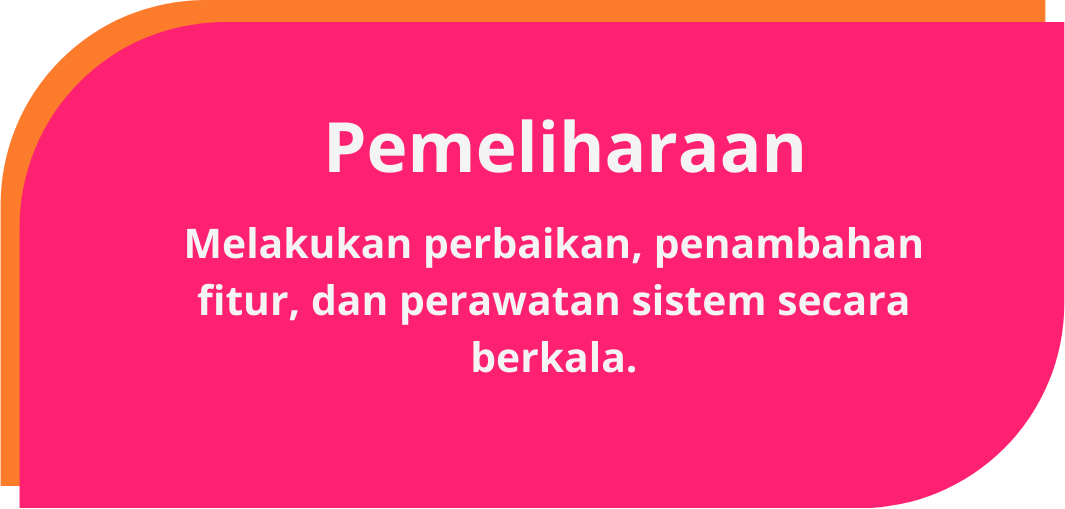 Pemeliharaan
Melakukan perbaikan, penambahan
fitur, dan perawatan sistem secara
berkala.